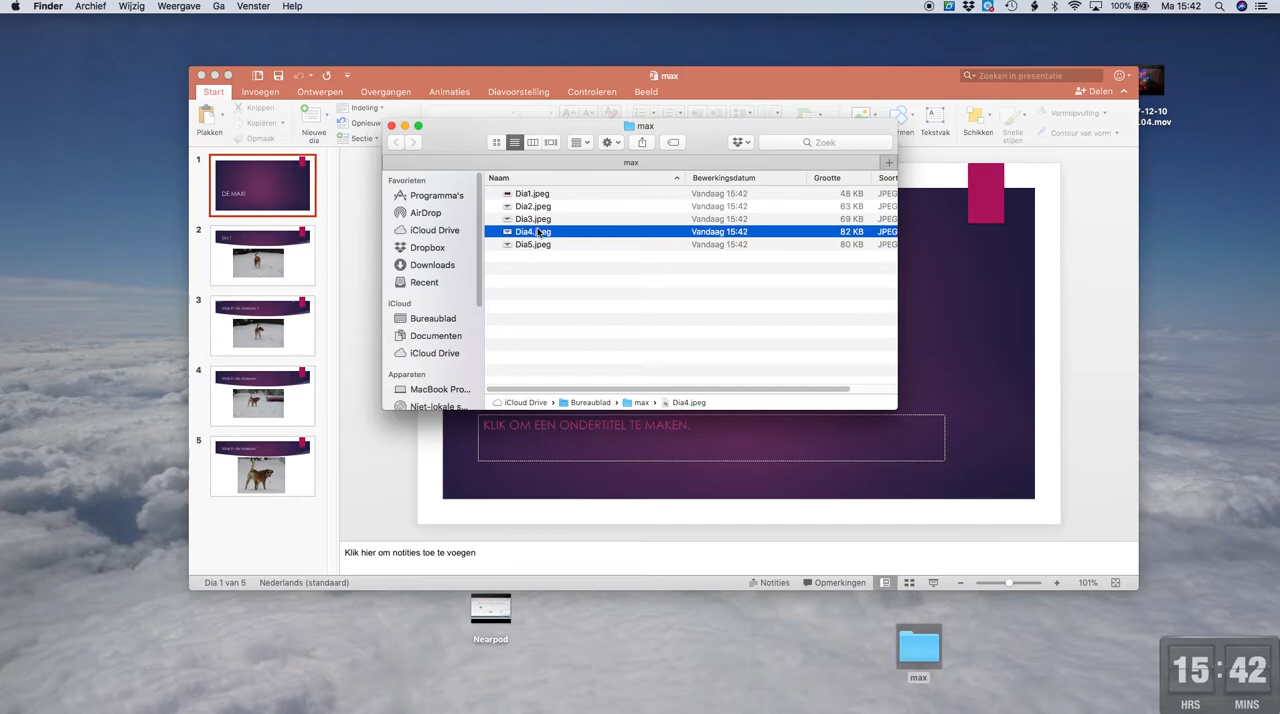 Finder Archief Wijzig Weergave Ga Venster Help 100% Ma 15:42
max Zoeken in presentatie
Start Invoegen Ontwerpen Overgangen Animaties Diavoorstelling Controleren Beeld Delen
Plakken Knippen Kopiëren Opmaak Nieuwe dia Indeling Sectie Tekstvak Schikken Snelle stijlen Vormopvulling Contour van vorm
max
Zoek
max
Favorieten
Programma's
AirDrop
iCloud Drive
Dropbox
Downloads
Recent
iCloud
Bureaublad
Documenten
iCloud Drive
Apparaten
MacBook Pro...
Niet-lokale s...
Naam Bewerkingsdatum Grootte Soort
Dia1.jpeg Vandaag 15:42 48 KB JPEG
Dia2.jpeg Vandaag 15:42 63 KB JPEG
Dia3.jpeg Vandaag 15:42 69 KB JPEG
Dia4.jpeg Vandaag 15:42 82 KB JPEG
Dia5.jpeg Vandaag 15:42 80 KB JPEG
iCloud Drive Bureaublad max Dia4.jpeg
1
DE MAX!
2
3
4
5
KLIK OM EEN ONDERTITEL TE MAKEN.
Klik hier om notities toe te voegen
Dia 1 van 5 Nederlands (standaard) Notities Opmerkingen 101%
Nearpod
max
15:42
HRS MINS